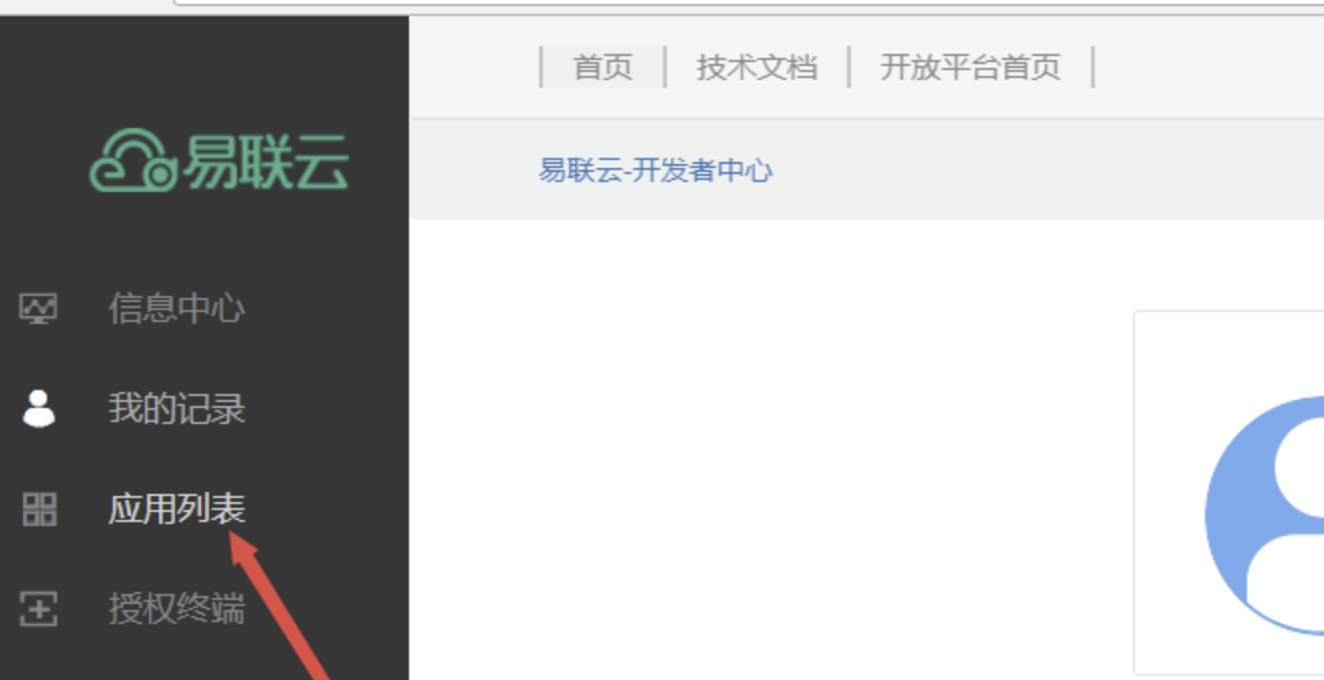 首页 技术文档 开放平台首页
易联云
易联云-开发者中心
信息中心
我的记录
应用列表
授权终端